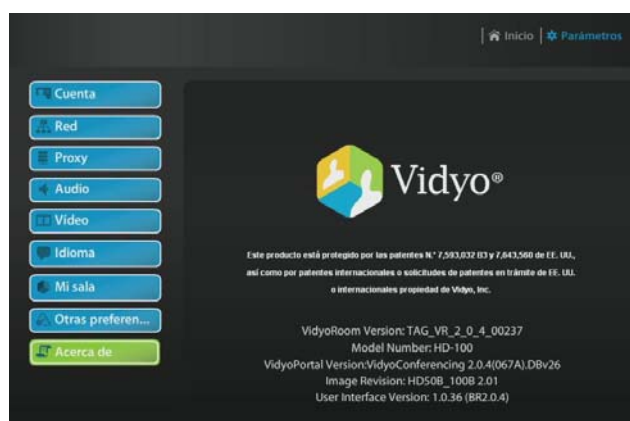 Inicio
Parámetros
Cuenta
Red
Proxy
Audio
Vídeo
Idioma
Mi sala
Otras preferen...
Acerca de
Vidyo®
Este producto está protegido por las patentes N.º 7,593,032 B3 y 7,643,560 de EE. UU.,
así como por patentes internacionales o solicitudes de patentes en trámite de EE. UU.
o internacionales propiedad de Vidyo, Inc.
VidyoRoom Version: TAG_VR_2_0_4_00237
Model Number: HD-100
VidyoPortal Version:VidyoConferencing 2.0.4(067A).DBv26
Image Revision: HD50B_100B 2.01
User Interface Version: 1.0.36 (BR2.0.4)